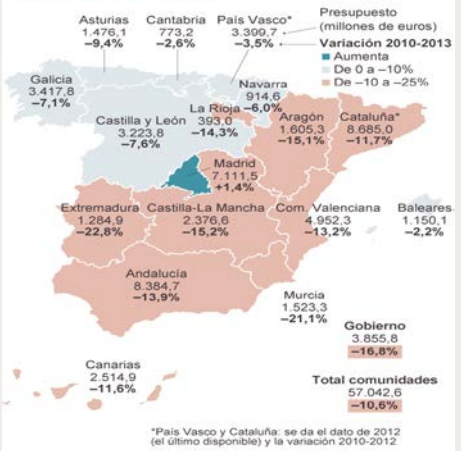 Presupuesto
(millones de euros)
Variación 2010-2013
Aumenta
De 0 a –10%
De –10 a –25%
Asturias
1.476,1
–9,4%
Cantabria
773,2
–2,6%
País Vasco*
3.399,7
–3,5%
Galicia
3.417,8
–7,1%
Navarra
914,6
–6,0%
La Rioja
393,0
–14,3%
Castilla y León
3.223,8
–7,6%
Aragón
1.605,3
–15,1%
Cataluña*
8.685,0
–11,7%
Madrid
7.111,5
+1,4%
Extremadura
1.284,9
–22,8%
Castilla-La Mancha
2.376,6
–15,2%
Com. Valenciana
4.952,3
–13,2%
Baleares
1.150,1
–2,2%
Andalucía
8.384,7
–13,9%
Murcia
1.523,3
–21,1%
Canarias
2.514,9
–11,6%
Gobierno
3.855,8
–16,8%
Total comunidades
57.042,6
–10,6%
*País Vasco y Cataluña: se da el dato de 2012
(el último disponible) y la variación 2010-2012